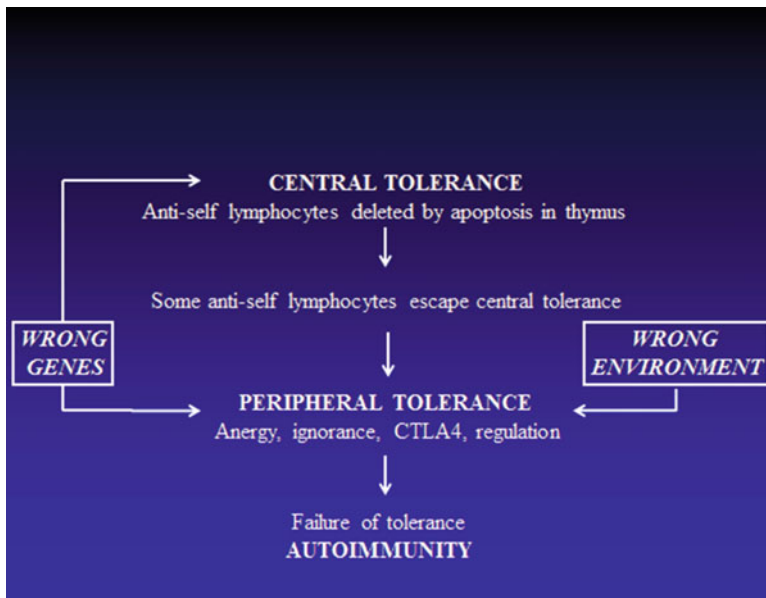 CENTRAL TOLERANCE
Anti-self lymphocytes deleted by apoptosis in thymus
Some anti-self lymphocytes escape central tolerance
WRONG
GENES
WRONG
ENVIRONMENT
PERIPHERAL TOLERANCE
Anergy, ignorance, CTLA4, regulation
Failure of tolerance
AUTOIMMUNITY